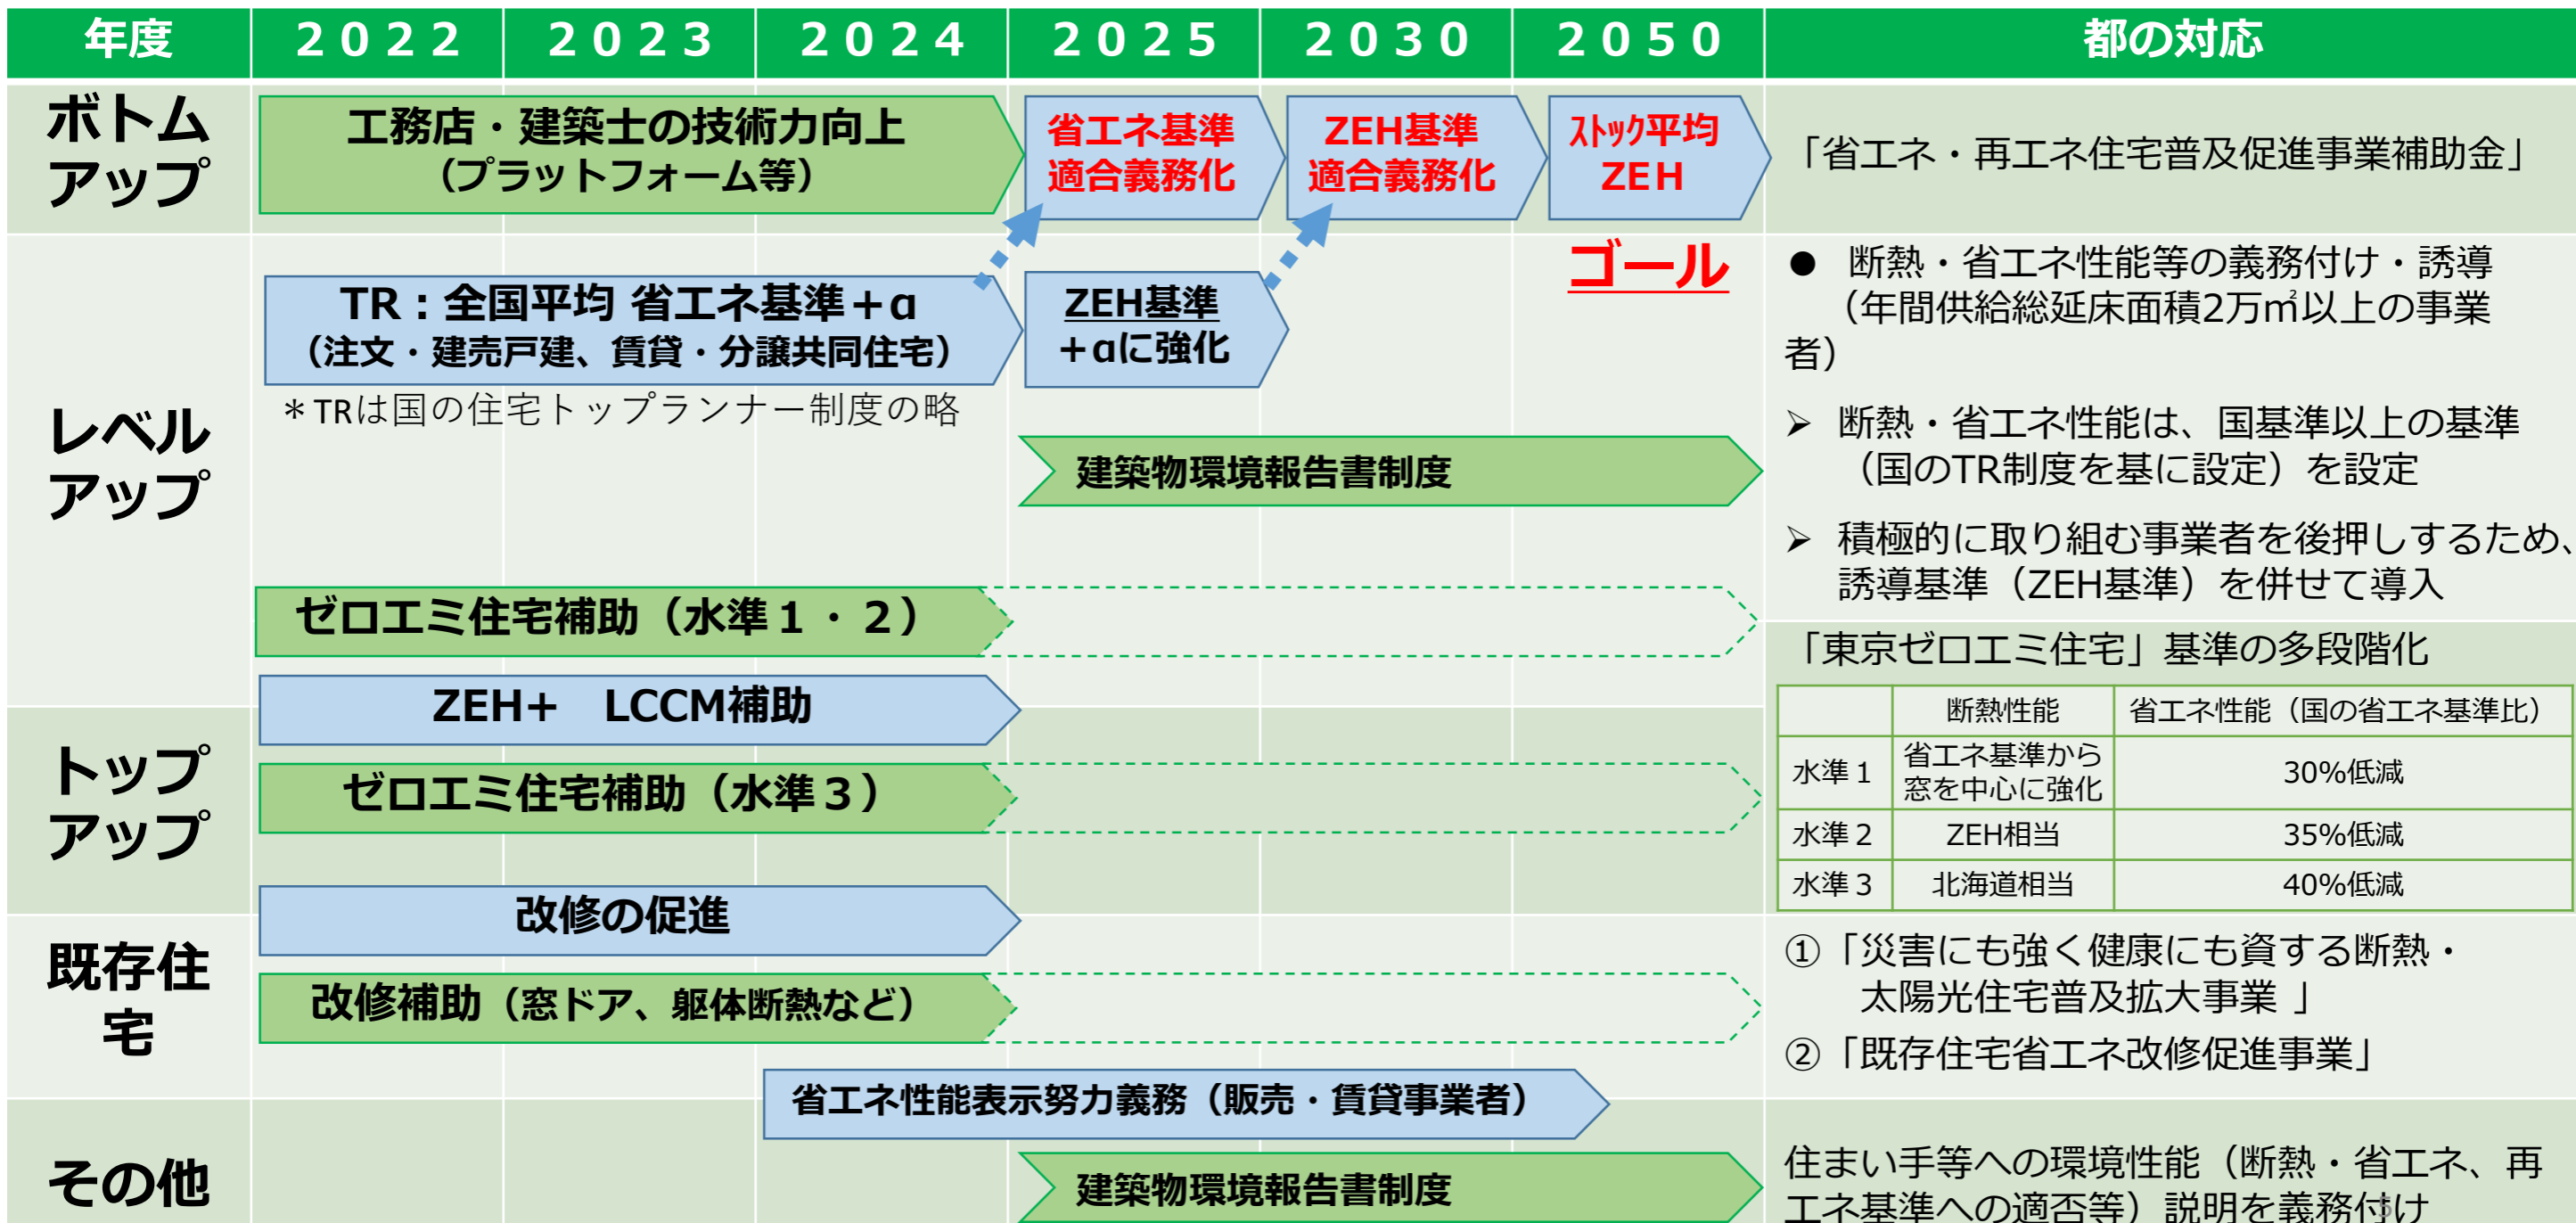 年度
2022
2023
2024
2025
2030
2050
都の対応
ボトム
アップ
工務店・建築士の技術力向上
（プラットフォーム等）
省エネ基準
適合義務化
ZEH基準
適合義務化
ｽﾄｯｸ平均
ZEH
「省エネ・再エネ住宅普及促進事業補助金」
レベル
アップ
TR：全国平均 省エネ基準＋α
（注文・建売戸建、賃貸・分譲共同住宅）
＊TRは国の住宅トップランナー制度の略
ZEH基準
＋αに強化
ゴール
建築物環境報告書制度
ゼロエミ住宅補助（水準１・２）
● 断熱・省エネ性能等の義務付け・誘導
（年間供給総延床面積2万㎡以上の事業
者）
➢ 断熱・省エネ性能は、国基準以上の基準
（国のTR制度を基に設定）を設定
➢ 積極的に取り組む事業者を後押しするため、
誘導基準（ZEH基準）を併せて導入
ZEH+　LCCM補助
トップ
アップ
ゼロエミ住宅補助（水準３）
「東京ゼロエミ住宅」基準の多段階化
断熱性能
省エネ性能（国の省エネ基準比）
水準１
省エネ基準から
窓を中心に強化
30%低減
水準２
ZEH相当
35%低減
水準３
北海道相当
40%低減
改修の促進
既存住
宅
改修補助（窓ドア、躯体断熱など）
①「災害にも強く健康にも資する断熱・
太陽光住宅普及拡大事業 」
②「既存住宅省エネ改修促進事業」
省エネ性能表示努力義務（販売・賃貸事業者）
その他
建築物環境報告書制度
住まい手等への環境性能（断熱・省エネ、再
エネ基準への適否等）説明を義務付け
5